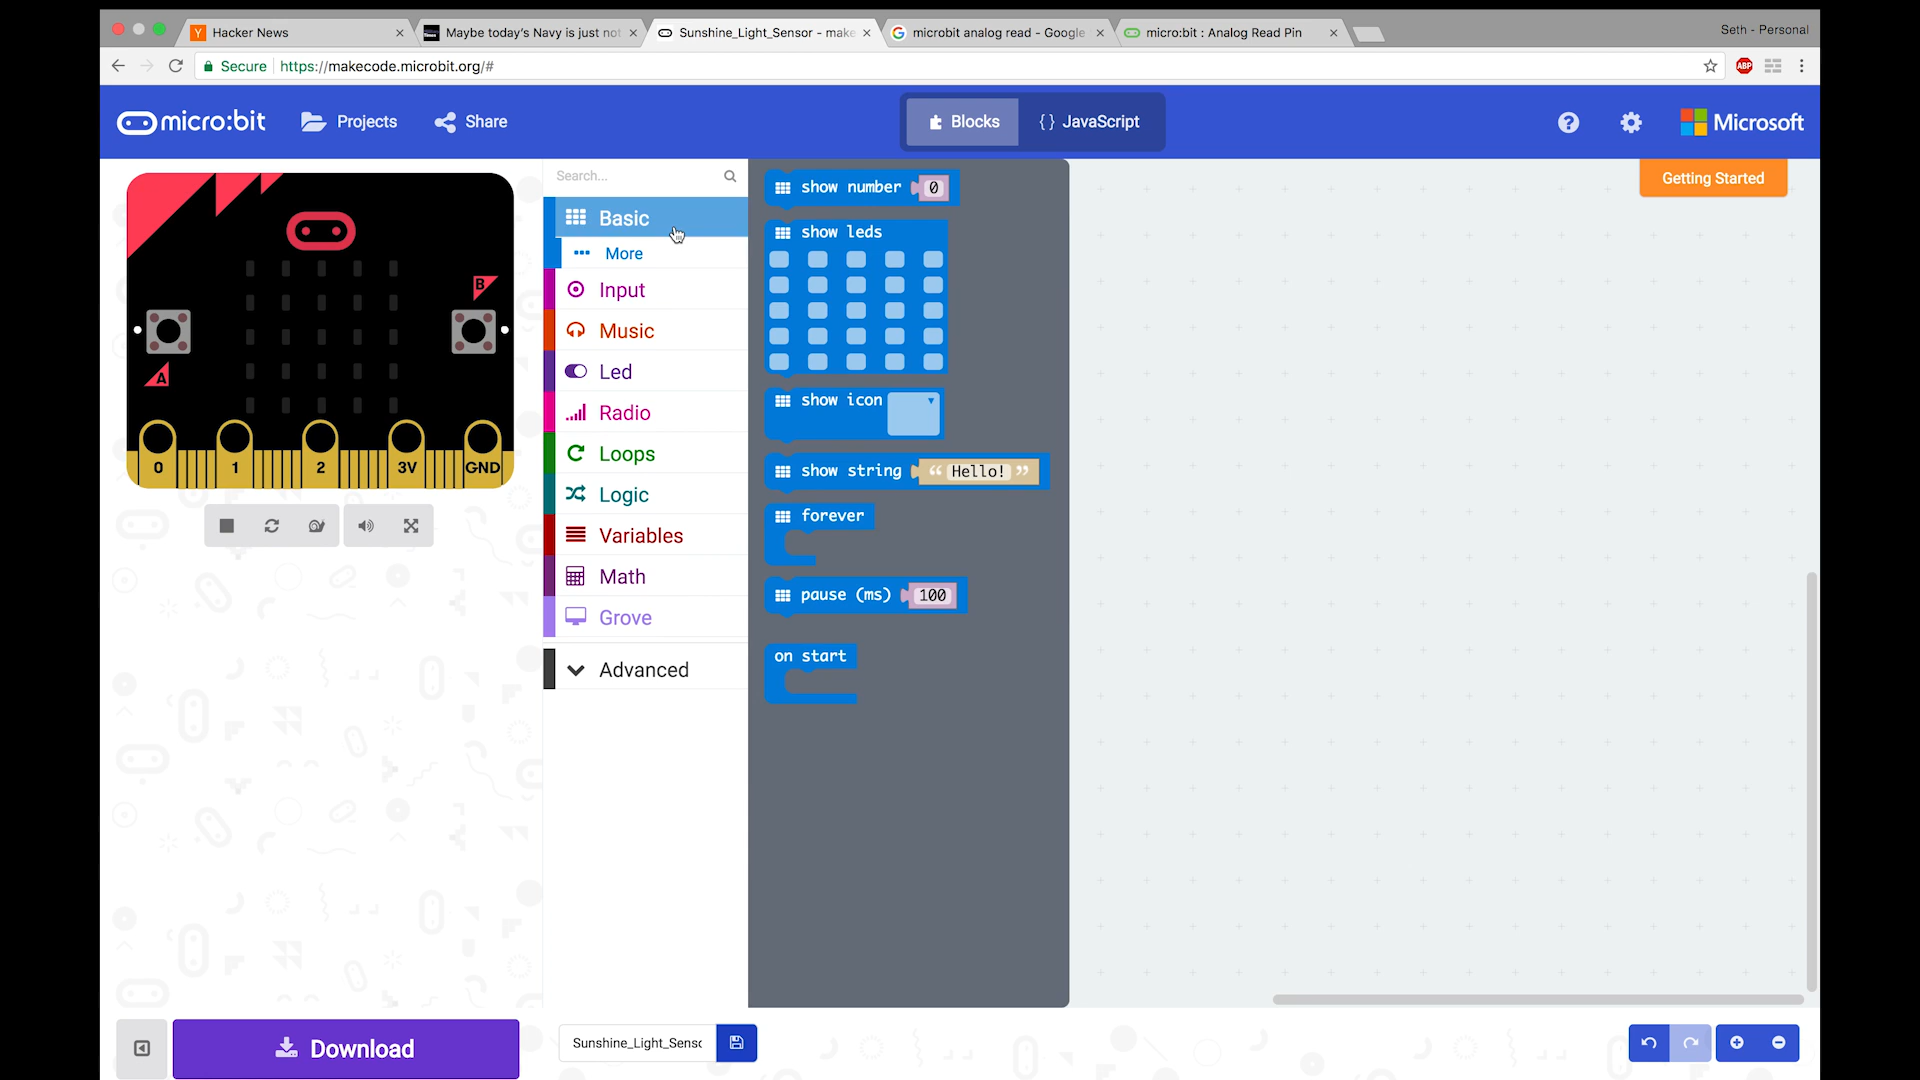 Hacker News
Maybe today's Navy is just not
Sunshine_Light_Sensor - make
microbit analog read - Google
micro:bit : Analog Read Pin
Seth - Personal
Secure https://makecode.microbit.org/#
ABP
micro:bit
Projects
Share
Blocks
{} JavaScript
?
Microsoft
Getting Started
Search...
Basic
More
Input
Music
Led
Radio
Loops
Logic
Variables
Math
Grove
Advanced
show number 0
show leds
show icon
show string “ Hello! ”
forever
pause (ms) 100
on start
B
A
0 1 2 3V GND
Download
Sunshine_Light_Senso